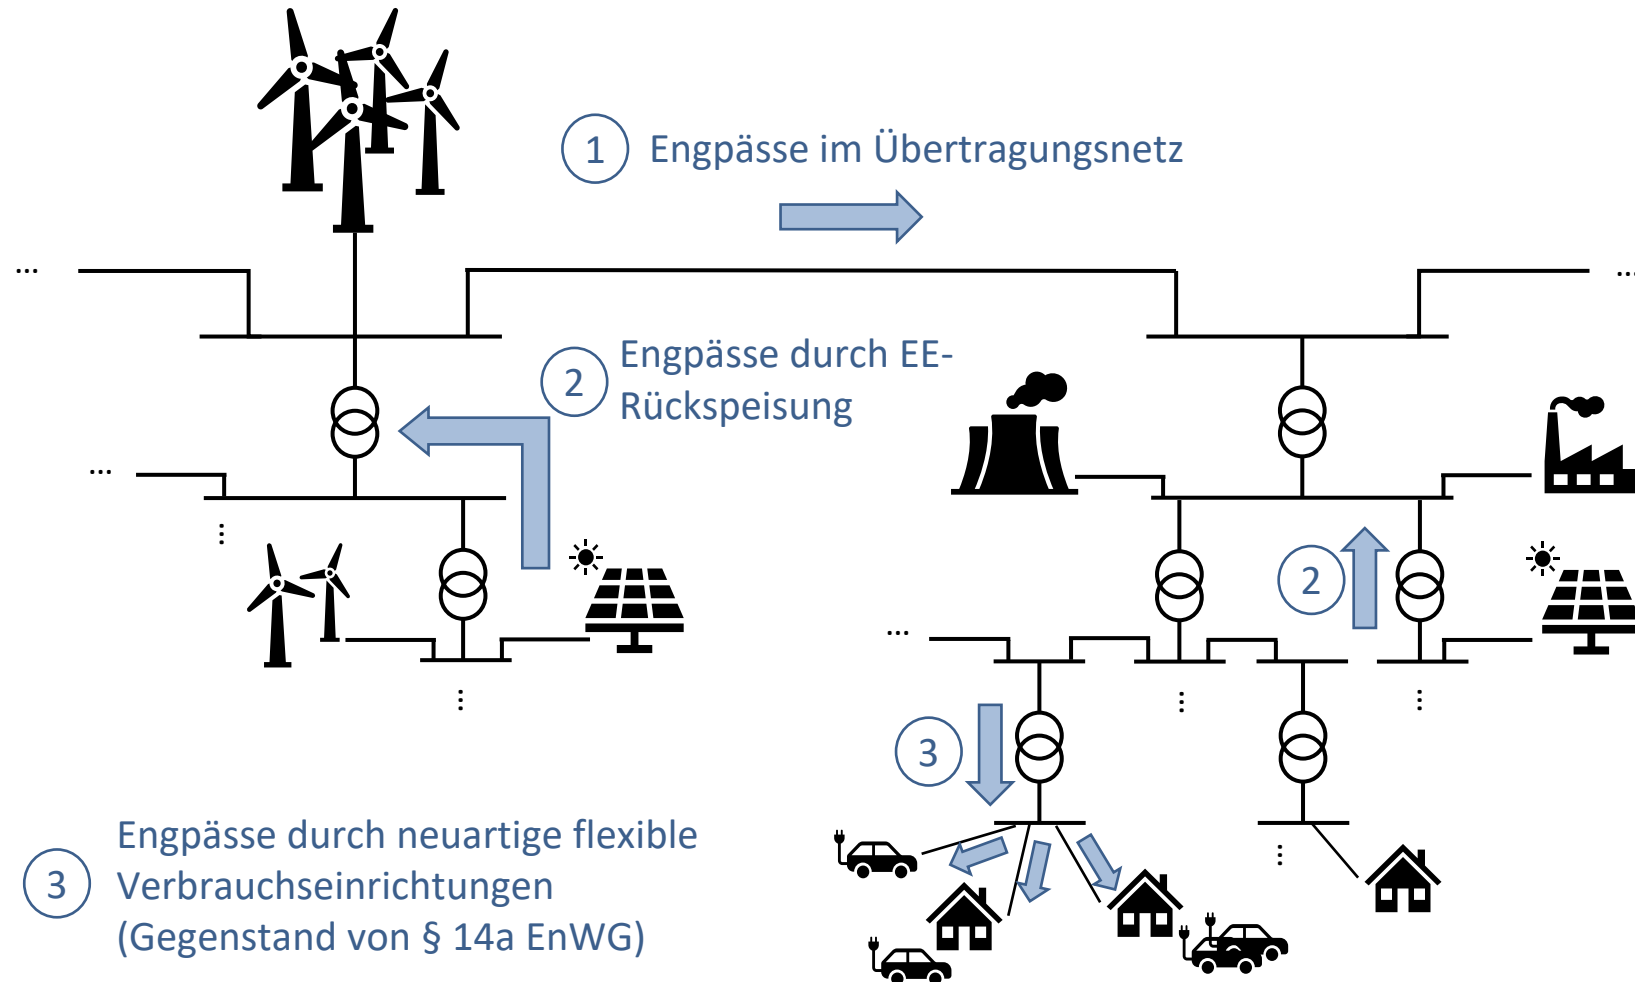 1 Engpässe im Übertragungsnetz
...
...
2 Engpässe durch EE-
Rückspeisung
...
...
2
...
...
...
...
3
...
3 Engpässe durch neuartige flexible
Verbrauchseinrichtungen
(Gegenstand von § 14a EnWG)